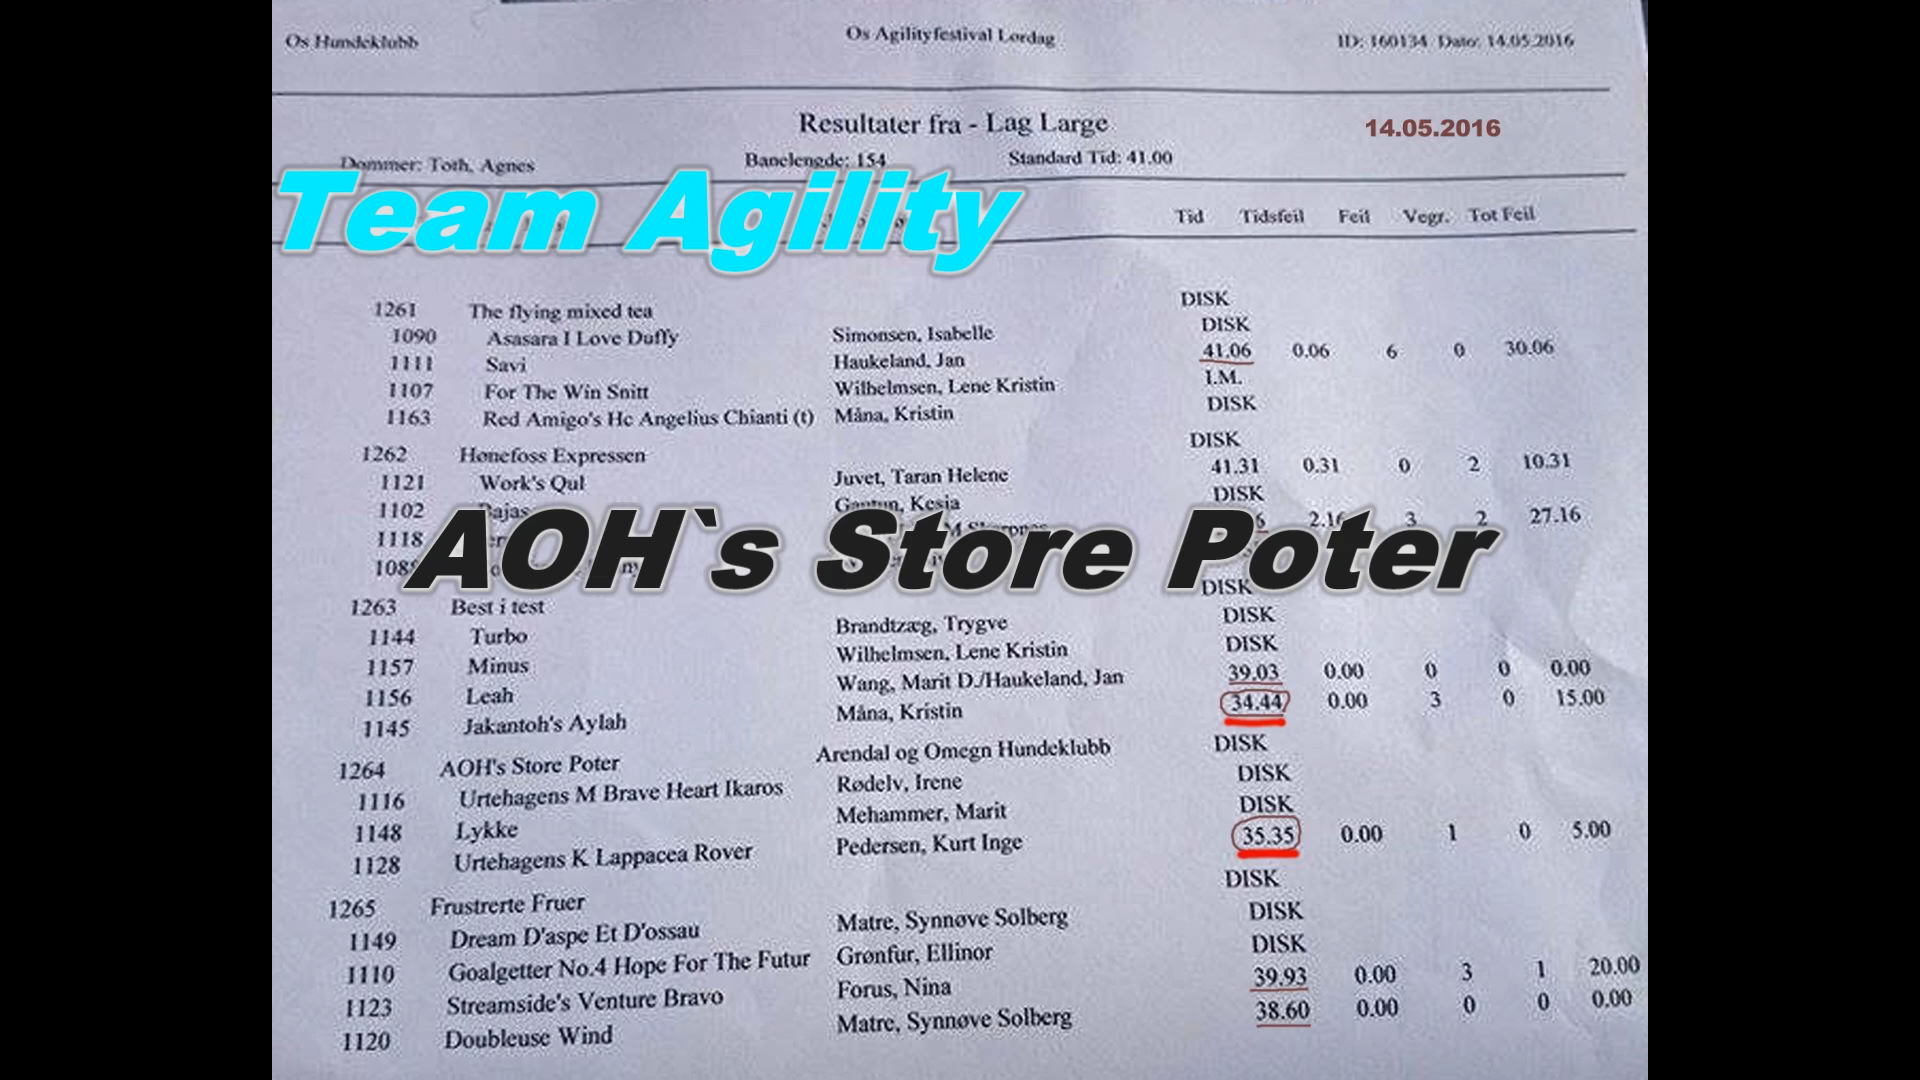 Os Hundeklubb Os Agilityfestival Lørdag ID: 160134 Dato: 14.05.2016
Resultater fra - Lag Large 14.05.2016
Dommer: Toth, Agnes Banelengde: 154 Standard Tid: 41.00
Team Agility
Tid Tidsfeil Feil Vegr. Tot Feil
1261 The flying mixed tea DISK
1090 Asasara I Love Duffy Simonsen, Isabelle DISK
1111 Savi Haukeland, Jan 41.06 0.06 6 0 30.06
1107 For The Win Snitt Wilhelmsen, Lene Kristin I.M.
1163 Red Amigo's Hc Angelius Chianti (t) Måna, Kristin DISK
1262 Hønefoss Expressen DISK
1121 Work's Qul Juvet, Taran Helene 41.31 0.31 0 2 10.31
1102 Kesia DISK
1118 2.16 3 2 27.16
AOH`s Store Poter
1263 Best i test DISK
1144 Turbo Brandtzæg, Trygve DISK
1157 Minus Wilhelmsen, Lene Kristin DISK
1156 Leah Wang, Marit D./Haukeland, Jan 39.03 0.00 0 0 0.00
1145 Jakantoh's Aylah Måna, Kristin 34.44 0.00 3 0 15.00
1264 AOH's Store Poter Arendal og Omegn Hundeklubb DISK
1116 Urtehagens M Brave Heart Ikaros Rødelv, Irene DISK
1148 Lykke Mehammer, Marit DISK
1128 Urtehagens K Lappacea Rover Pedersen, Kurt Inge 35.35 0.00 1 0 5.00
1265 Frustrerte Fruer DISK
1149 Dream D'aspe Et D'ossau Matre, Synnøve Solberg DISK
1110 Goalgetter No.4 Hope For The Futur Grønfur, Ellinor DISK
1123 Streamside's Venture Bravo Forus, Nina 39.93 0.00 3 1 20.00
1120 Doubleuse Wind Matre, Synnøve Solberg 38.60 0.00 0 0 0.00